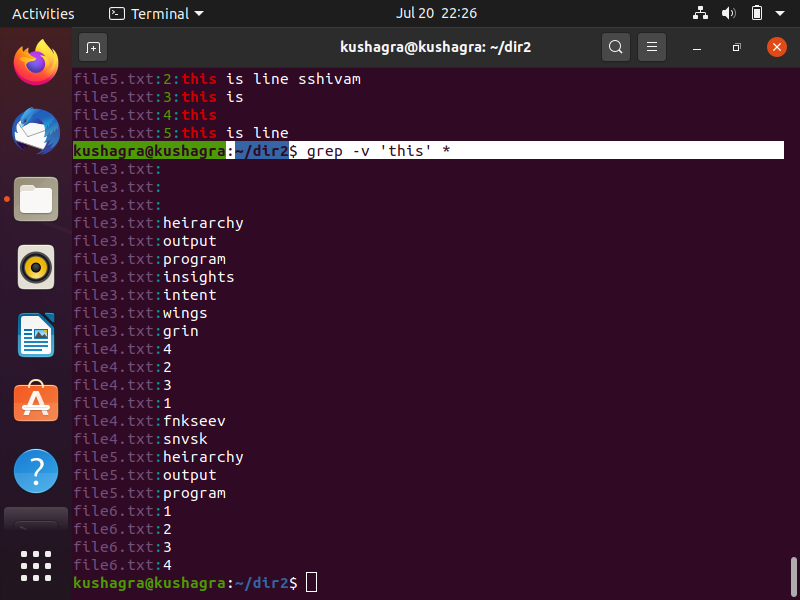 Activities Terminal Jul 20 22:26
kushagra@kushagra: ~/dir2
file5.txt:2:this is line sshivam
file5.txt:3:this is
file5.txt:4:this
file5.txt:5:this is line
kushagra@kushagra:~/dir2$ grep -v 'this' *
file3.txt:
file3.txt:
file3.txt:
file3.txt:heirarchy
file3.txt:output
file3.txt:program
file3.txt:insights
file3.txt:intent
file3.txt:wings
file3.txt:grin
file4.txt:4
file4.txt:2
file4.txt:3
file4.txt:1
file4.txt:fnkseev
file4.txt:snvsk
file5.txt:heirarchy
file5.txt:output
file5.txt:program
file6.txt:1
file6.txt:2
file6.txt:3
file6.txt:4
kushagra@kushagra:~/dir2$